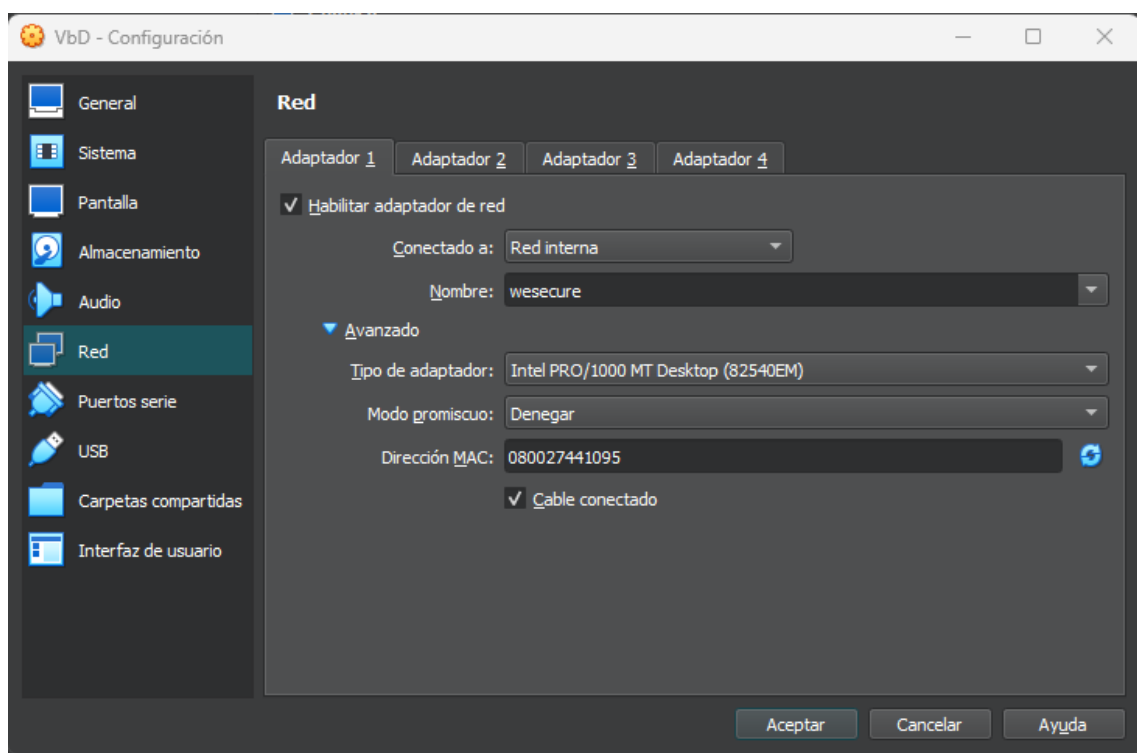 VbD - Configuración
General
Sistema
Pantalla
Almacenamiento
Audio
Red
Puertos serie
USB
Carpetas compartidas
Interfaz de usuario
Red
Adaptador 1 Adaptador 2 Adaptador 3 Adaptador 4
Habilitar adaptador de red
Conectado a: Red interna
Nombre: wesecure
Avanzado
Tipo de adaptador: Intel PRO/1000 MT Desktop (82540EM)
Modo promiscuo: Denegar
Dirección MAC: 080027441095
Cable conectado
Aceptar Cancelar Ayuda